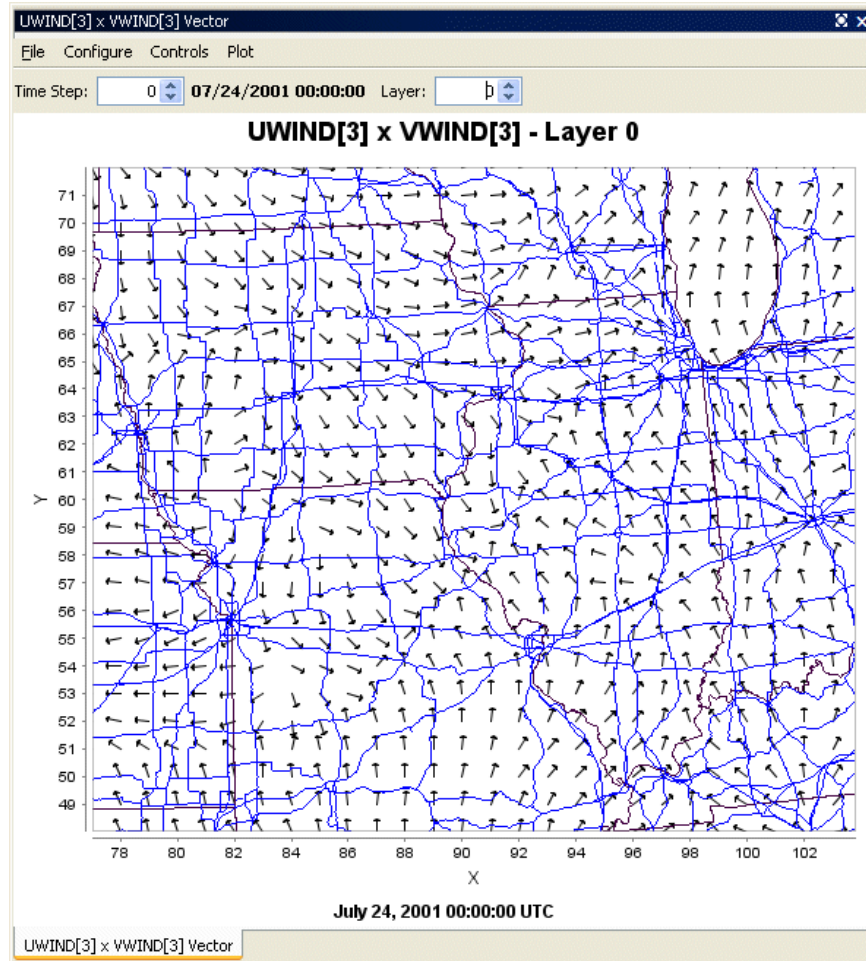 UWIND[3] x VWIND[3] Vector
File Configure Controls Plot
Time Step: 0 07/24/2001 00:00:00 Layer: 0
UWIND[3] x VWIND[3] - Layer 0
71
70
69
68
67
66
65
64
63
62
61
60
59
58
57
56
55
54
53
52
51
50
49
Y
78 80 82 84 86 88 90 92 94 96 98 100 102
X
July 24, 2001 00:00:00 UTC
UWIND[3] x VWIND[3] Vector